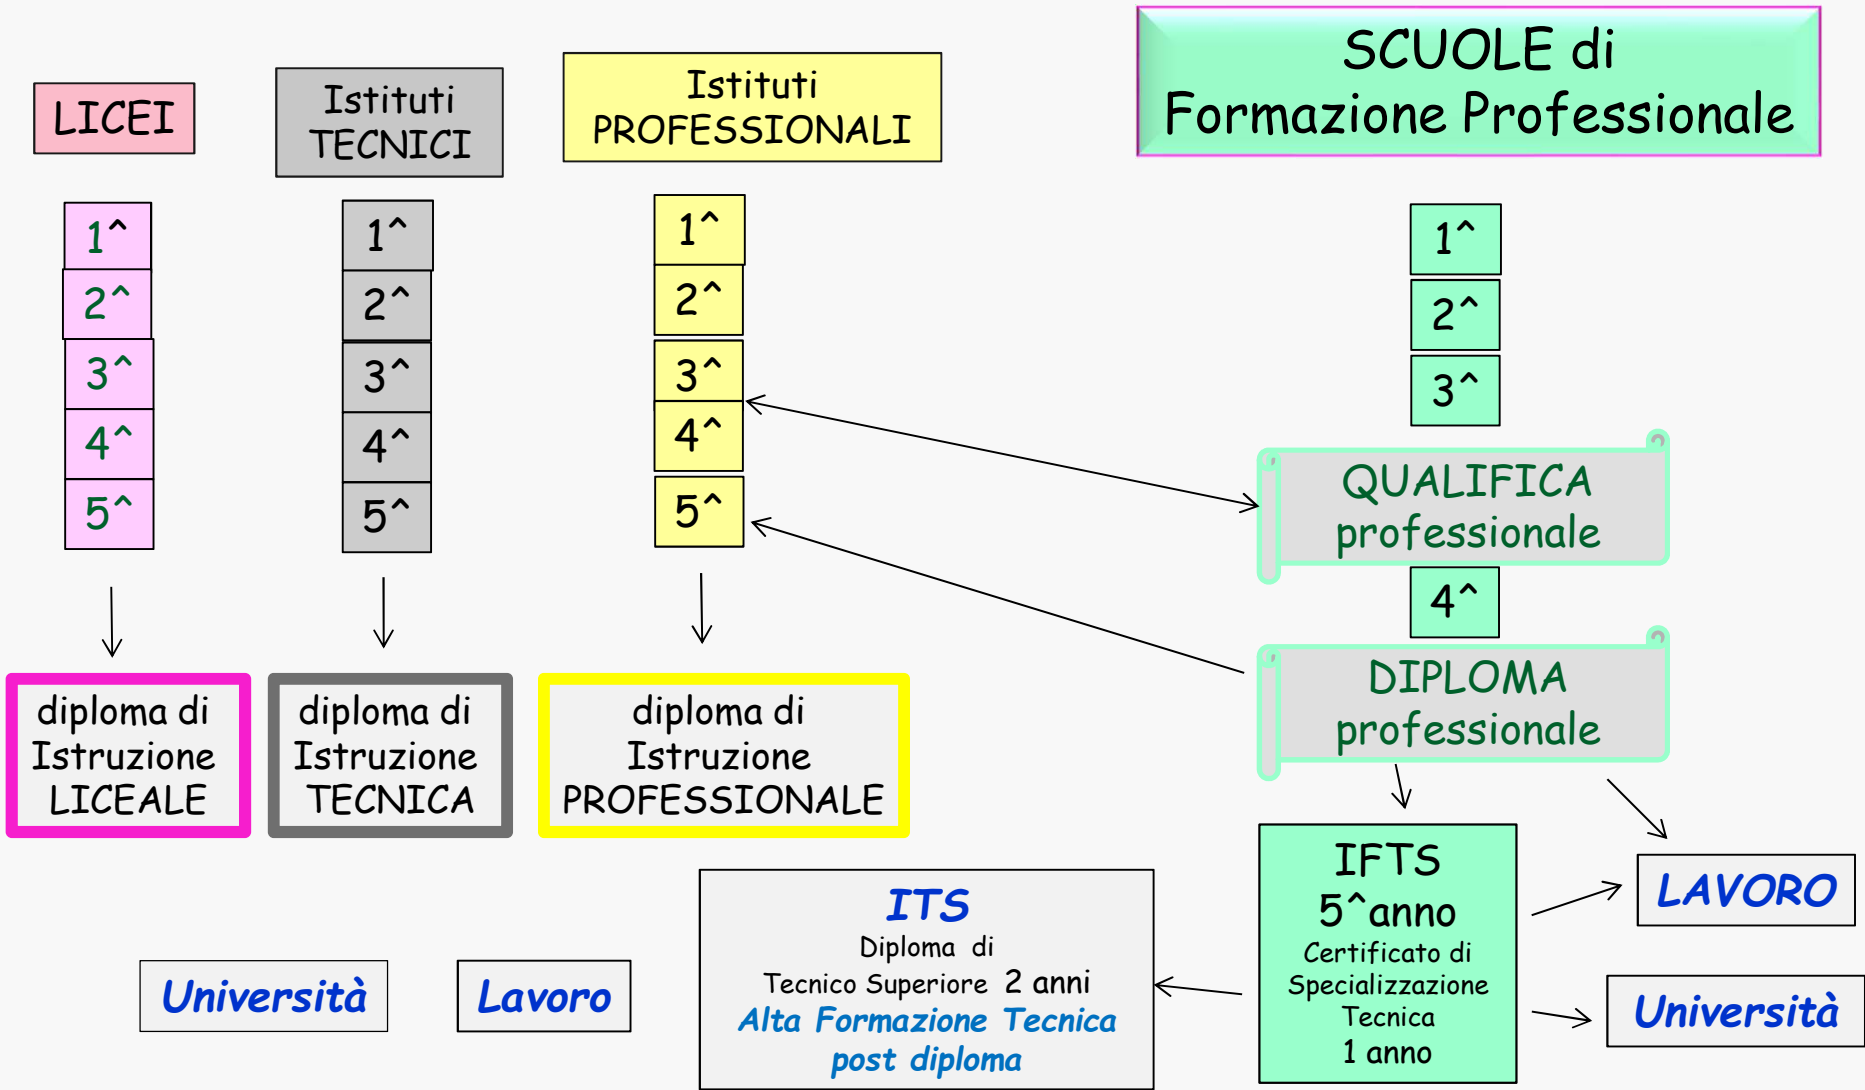 LICEI
1^
2^
3^
4^
5^
diploma di
Istruzione
LICEALE
Istituti
TECNICI
1^
2^
3^
4^
5^
diploma di
Istruzione
TECNICA
Istituti
PROFESSIONALI
1^
2^
3^
4^
5^
diploma di
Istruzione
PROFESSIONALE
SCUOLE di
Formazione Professionale
1^
2^
3^
QUALIFICA
professionale
4^
DIPLOMA
professionale
IFTS
5^anno
Certificato di
Specializzazione
Tecnica
1 anno
LAVORO
Università
ITS
Diploma di
Tecnico Superiore 2 anni
Alta Formazione Tecnica
post diploma
Università
Lavoro